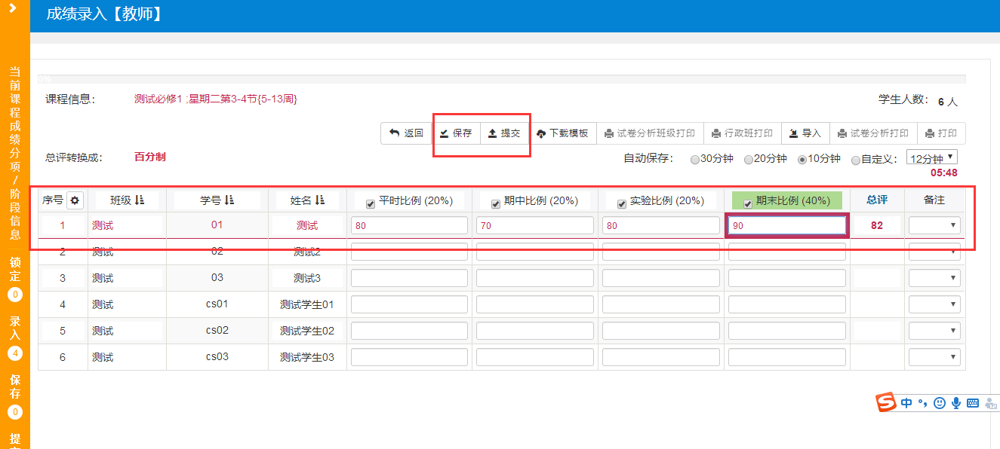 成绩录入【教师】
当前课程成绩分项/阶段信息
锁定
0
录入
4
保存
0
提
0%
课程信息： 测试必修1 ;星期二第3-4节{5-13周} 学生人数： 6 人
返回 保存 提交 下载模板 试卷分析班级打印 行政班打印 导入 试卷分析打印 打印
总评转换成： 百分制 自动保存： 30分钟 20分钟 10分钟 自定义： 12分钟
05:48
序号 班级 学号 姓名 平时比例 (20%) 期中比例 (20%) 实验比例 (20%) 期末比例 (40%) 总评 备注
1 测试 01 测试 80 70 80 90 82
2 测试 02 测试2
3 测试 03 测试3
4 测试 cs01 测试学生01
5 测试 cs02 测试学生02
6 测试 cs03 测试学生03
S 中